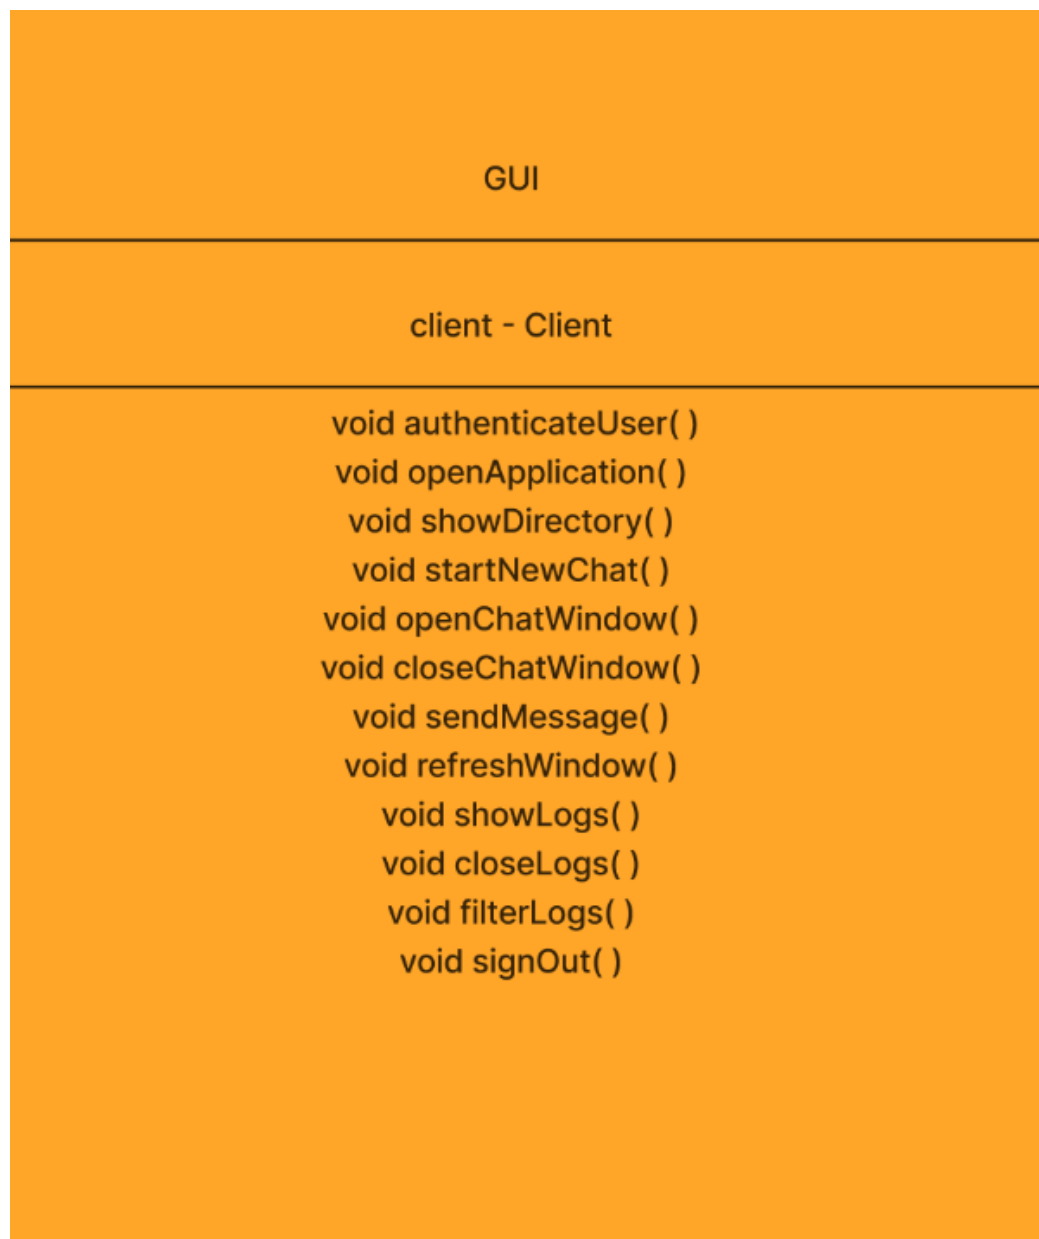 GUI
client - Client
void authenticateUser( )
void openApplication( )
void showDirectory( )
void startNewChat( )
void openChatWindow( )
void closeChatWindow( )
void sendMessage( )
void refreshWindow( )
void showLogs( )
void closeLogs( )
void filterLogs( )
void signOut( )